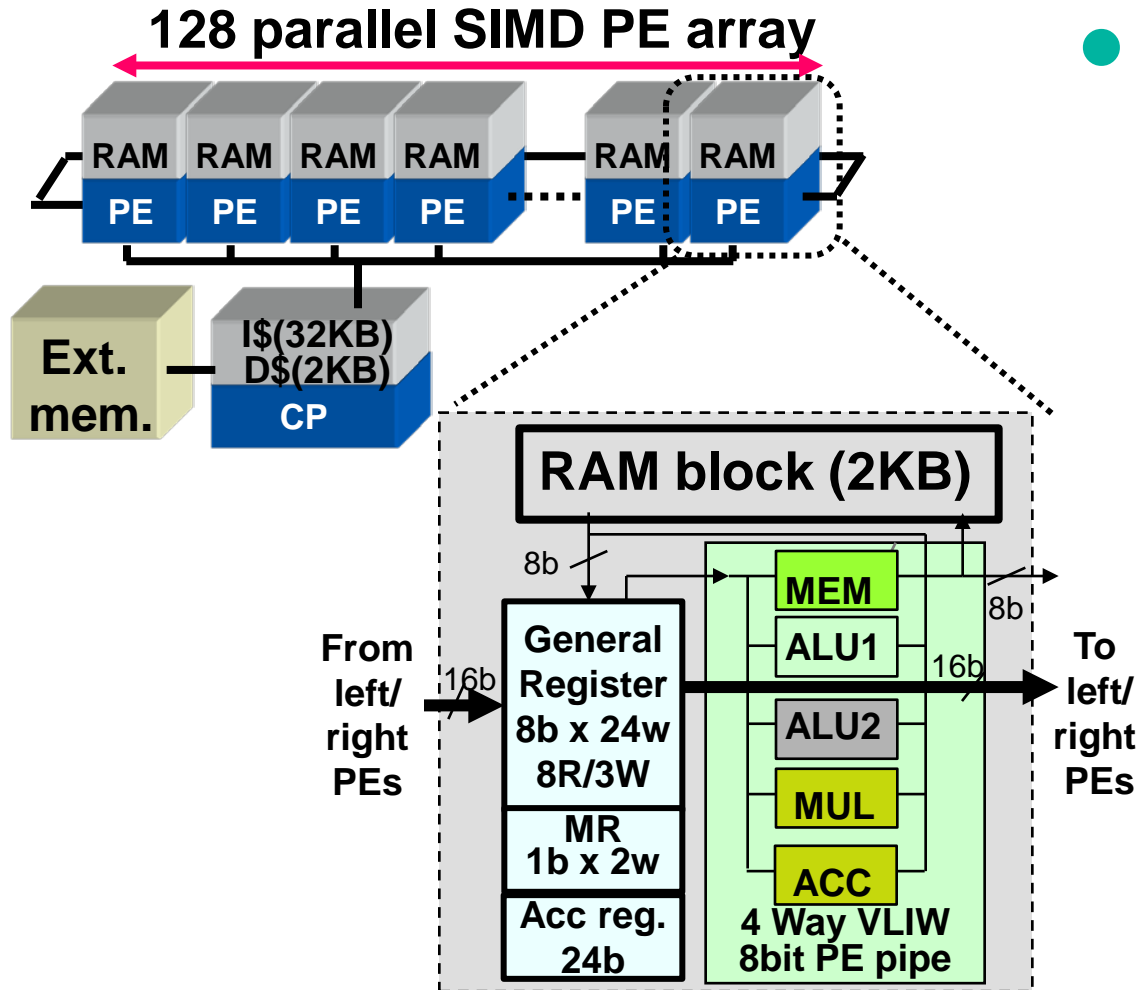 128 parallel SIMD PE array
RAM RAM RAM RAM RAM RAM
PE PE PE PE PE PE
Ext.
mem.
I$(32KB)
D$(2KB)
CP
RAM block (2KB)
8b
MEM
8b
General
Register
8b x 24w
8R/3W
From
left/
right
PEs
16b
ALU1
16b
To
left/
right
PEs
ALU2
MUL
MR
1b x 2w
ACC
Acc reg.
24b
4 Way VLIW
8bit PE pipe